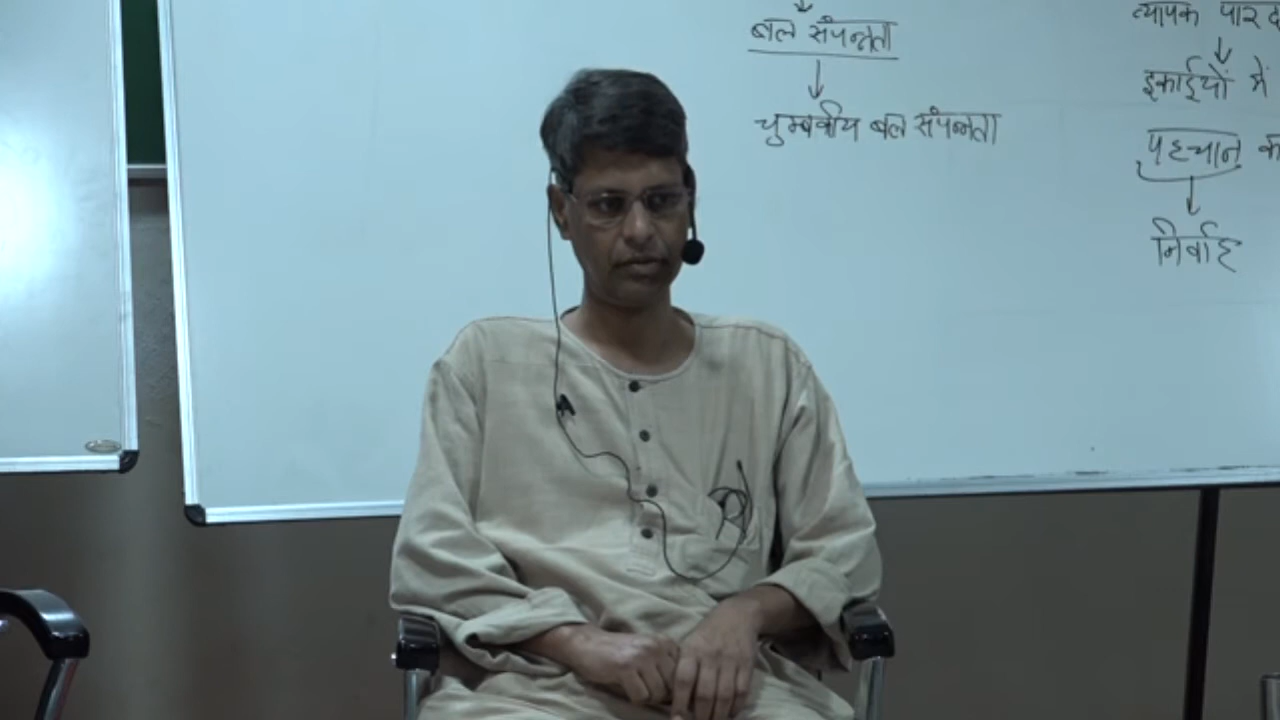 बल संपन्नता
चुम्बकीय बल संपन्नता
व्यापक
इकाईयों में
पहचान
निर्वाह